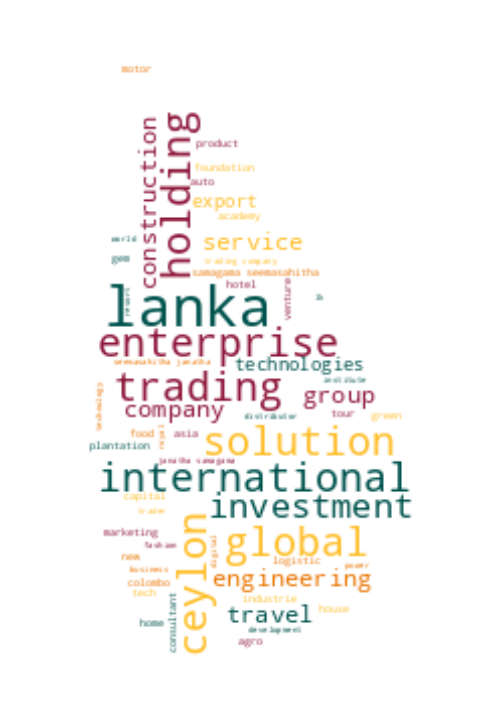 motor
construction
holding
product
foundation
auto
export
academy
world
service
gem
trading company
samagama seemasahitha
hotel
venture
resort
lk
lanka
enterprise
seemasahitha janatha
technologies
institute
trading
technology
group
company
distributor
tour
green
food
royal
asia
plantation
solution
janatha samagama
international
capital
investment
trader
ceylon
marketing
global
fashion
digital
new
logistic
business
power
colombo
engineering
tech
industrie
consultant
travel
house
home
development
agro